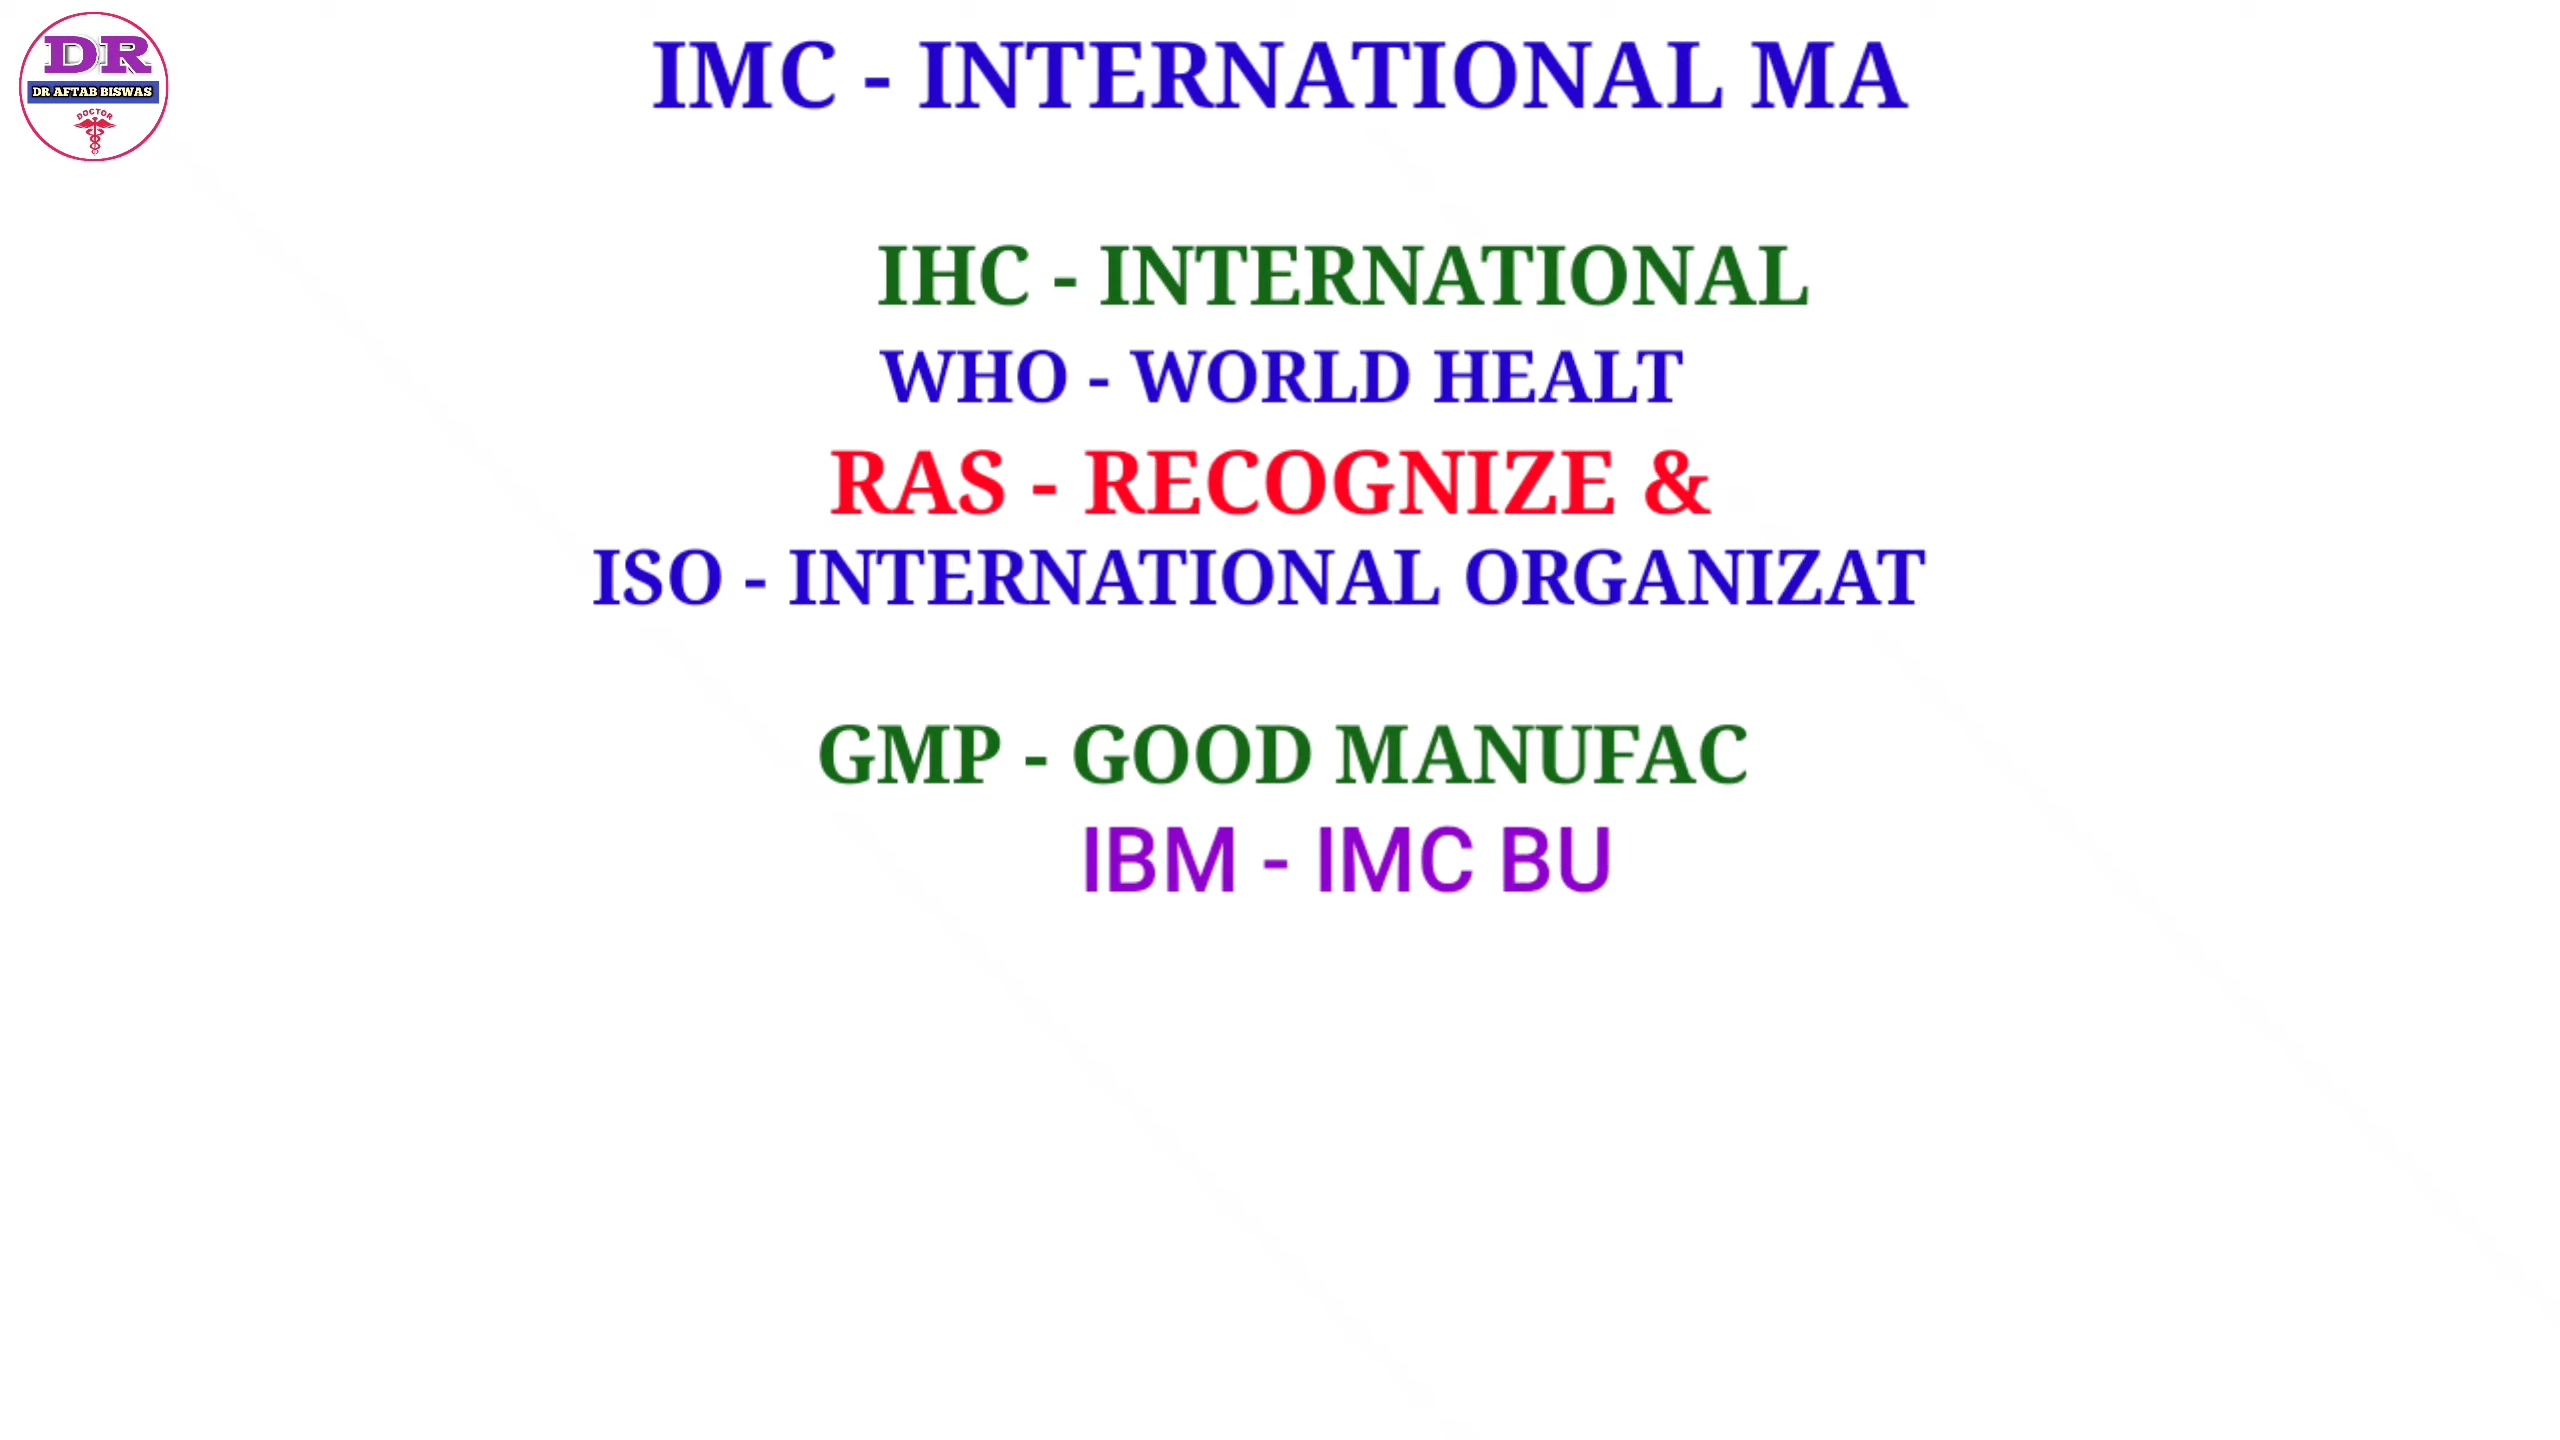 DR
DR AFTAB BISWAS
DOCTOR
IMC - INTERNATIONAL MA
IHC - INTERNATIONAL
WHO - WORLD HEALT
RAS - RECOGNIZE &
ISO - INTERNATIONAL ORGANIZAT
GMP - GOOD MANUFAC
IBM - IMC BU